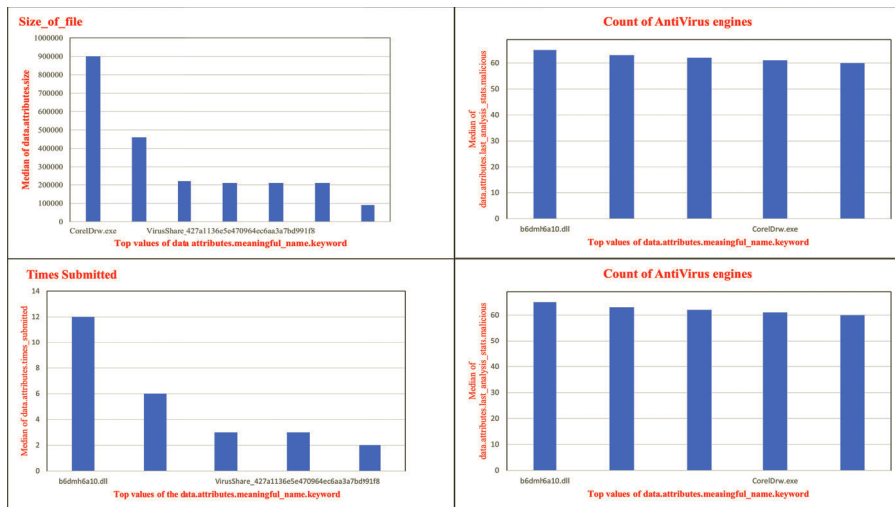 Size_of_file
Median of data.attributes.size
1000000
900000
800000
700000
600000
500000
400000
300000
200000
100000
0
CorelDrw.exe
VirusShare_427a1136e5e470964ec6aa3a7bd991f8
Top values of data attributes.meaningful_name.keyword
Count of AntiVirus engines
Median of
data.attributes.last_analysis_stats.malicious
60
50
40
30
20
10
0
b6dml6a10.dll
CorelDrw.exe
Top values of data.attributes.meaningful_name.keyword
Times Submitted
Median of data.attributes.times_submitted
14
12
10
8
6
4
2
0
b6dmh6a10.dll
VirusShare_427a1136e5e470964ec6aa3a7bdf91f8
Top values of the data.attributes.meaningful_name.keyword
Count of AntiVirus engines
Median of
data.attributes.last_analysis_stats.malicious
60
50
40
30
20
10
0
b6dml6a10.dll
CorelDrw.exe
Top values of data.attributes.meaningful_name.keyword